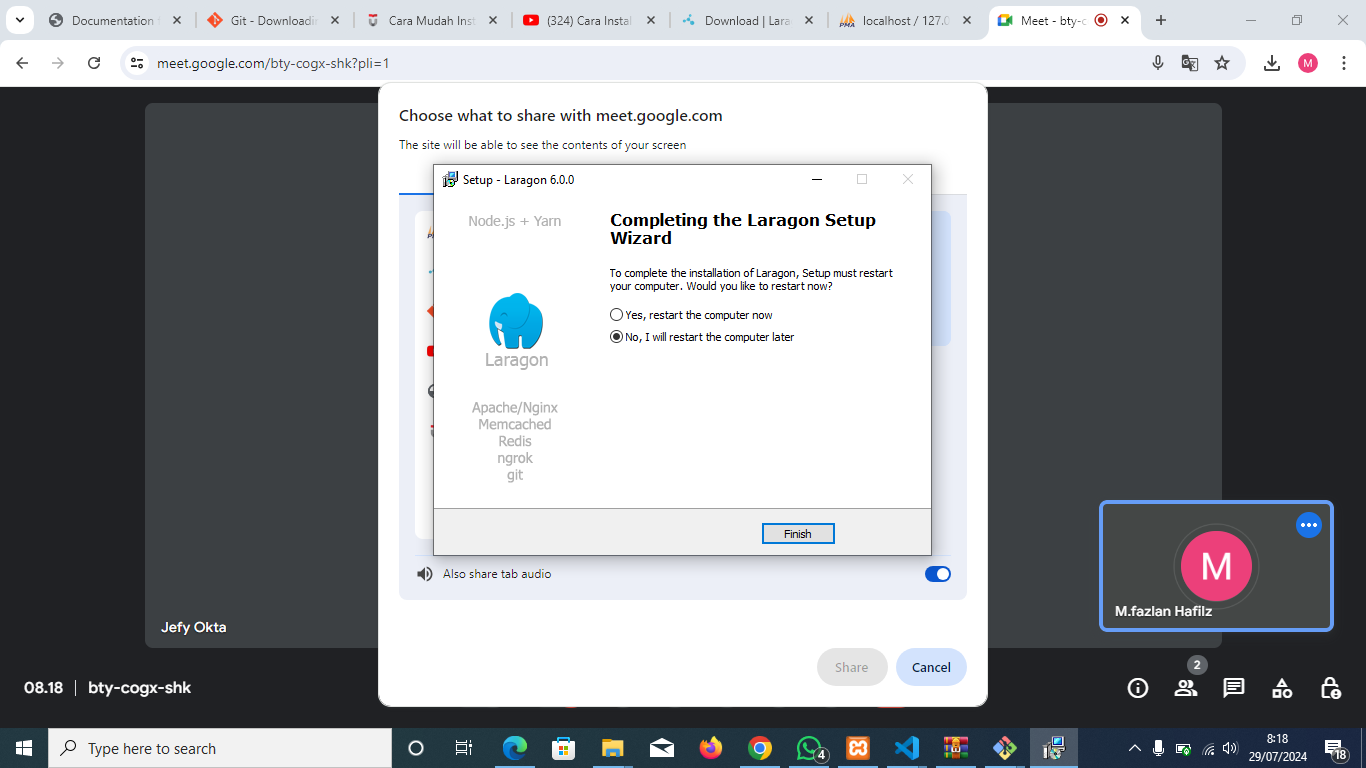 Documentation
Git - Downloadin
Cara Mudah Inst
(324) Cara Instal
Download | Lara
PMA
localhost / 127.0
Meet - bty-c
meet.google.com/bty-cogx-shk?pli=1
M
Choose what to share with meet.google.com
The site will be able to see the contents of your screen
Setup - Laragon 6.0.0
Node.js + Yarn
Completing the Laragon Setup
Wizard
To complete the installation of Laragon, Setup must restart
your computer. Would you like to restart now?
Yes, restart the computer now
No, I will restart the computer later
Laragon
Apache/Nginx
Memcached
Redis
ngrok
git
Finish
Also share tab audio
M
M.fazlan Hafilz
Jefy Okta
Share
Cancel
08.18
bty-cogx-shk
2
Type here to search
4
8:18
29/07/2024
18